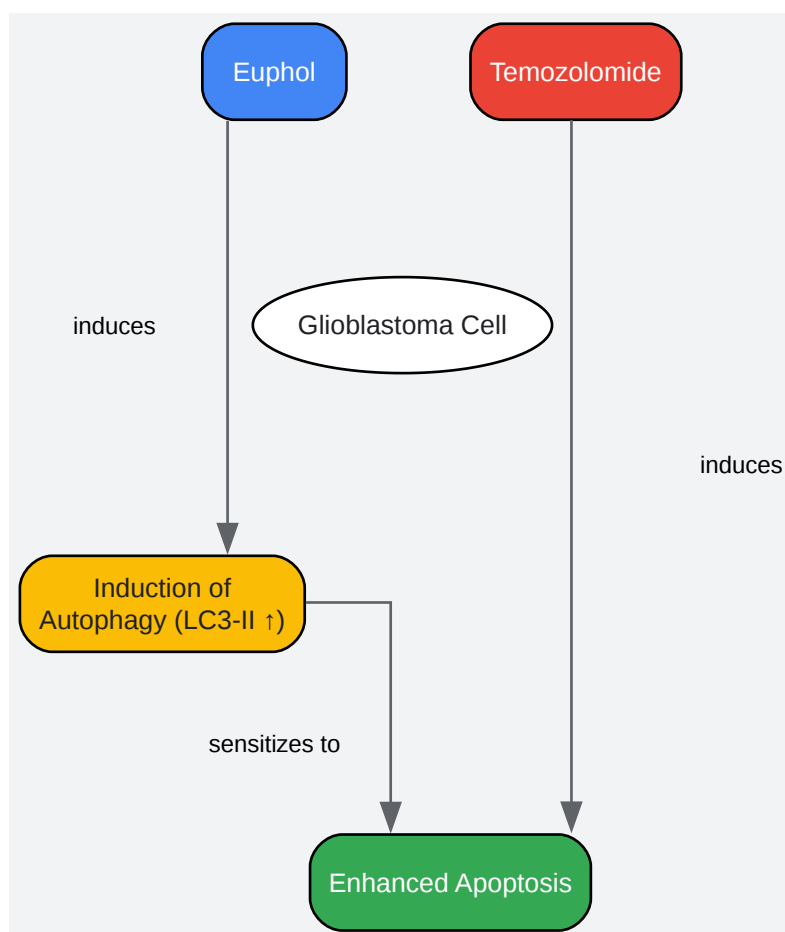 Euphol
Temozolomide
induces
Glioblastoma Cell
induces
Induction of
Autophagy (LC3-II ↑)
sensitizes to
Enhanced Apoptosis